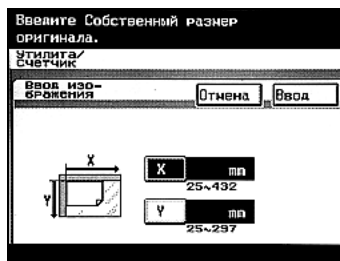 Введите Собственный размер
оригинала.
Утилита/
Счетчик
Ввод изо-
бражения
Отмена
Ввод
X
Y
X
mm
25~432
Y
mm
25~297